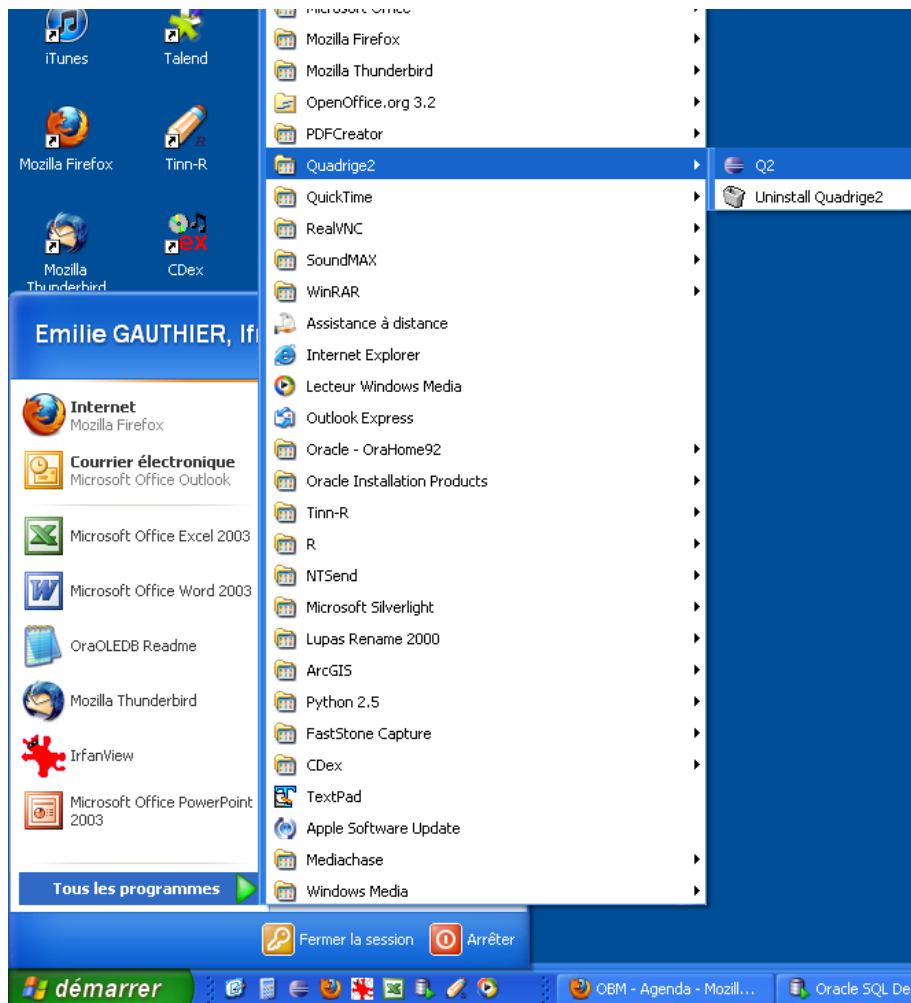 Microsoft Office
iTunes
Talend
Mozilla Firefox
Tinn-R
Mozilla Thunderbird
CDex
Mozilla Firefox
Mozilla Thunderbird
OpenOffice.org 3.2
PDFCreator
Quadrige2
QuickTime
RealVNC
SoundMAX
WinRAR
Assistance à distance
Internet Explorer
Lecteur Windows Media
Outlook Express
Oracle - OraHome92
Oracle Installation Products
Tinn-R
R
NTSend
Microsoft Silverlight
Lupas Rename 2000
ArcGIS
Python 2.5
FastStone Capture
CDex
TextPad
Apple Software Update
Mediachase
Windows Media
Q2
Uninstall Quadrige2
Emilie GAUTHIER, Ifr
Internet
Mozilla Firefox
Courrier électronique
Microsoft Office Outlook
Microsoft Office Excel 2003
Microsoft Office Word 2003
OraOLEDB Readme
Mozilla Thunderbird
IrfanView
Microsoft Office PowerPoint
2003
Tous les programmes
Fermer la session
Arrêter
démarrer
OBM - Agenda - Mozill...
Oracle SQL De